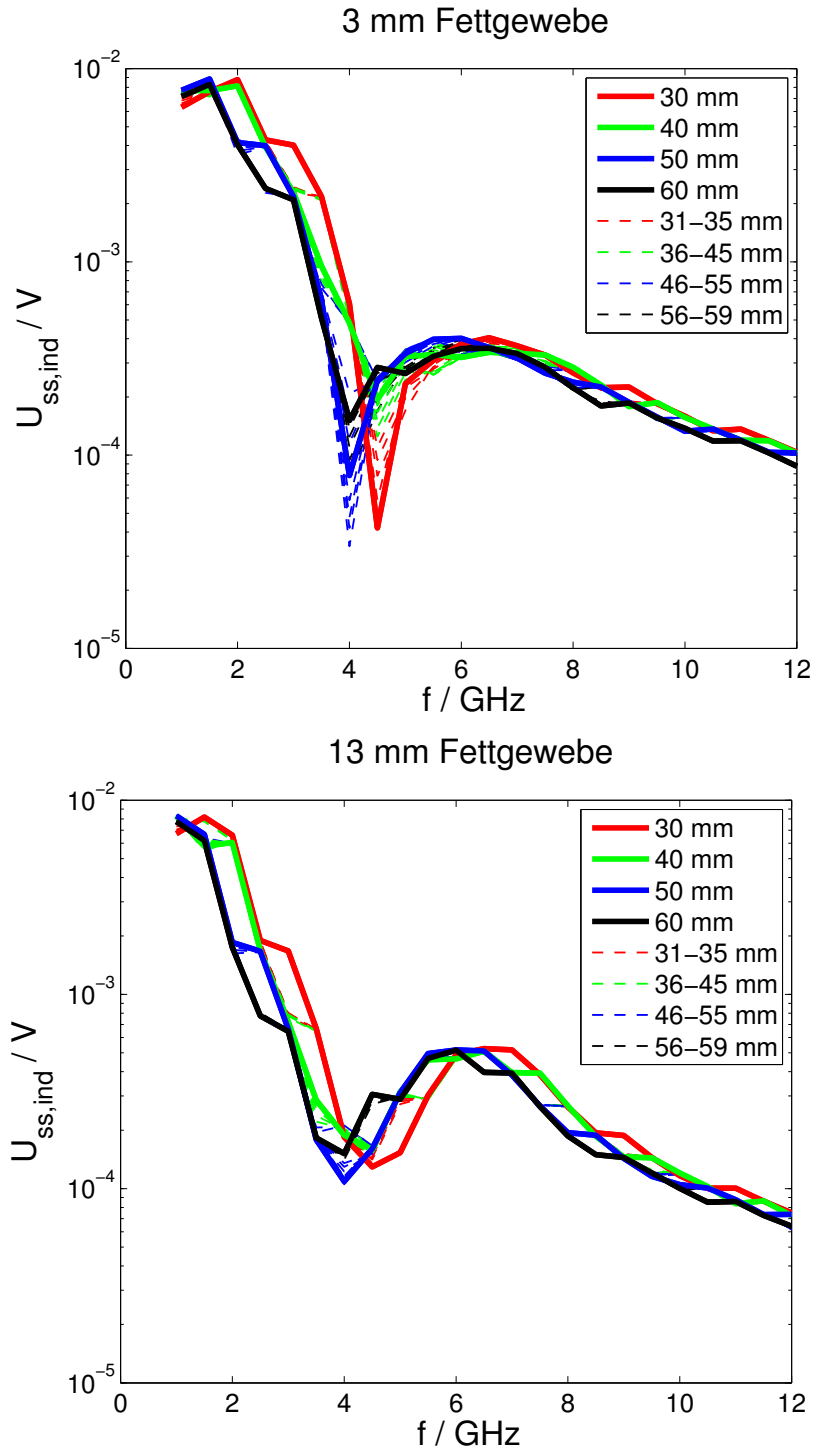 3 mm Fettgewebe
10⁻²
10⁻³
10⁻⁴
10⁻⁵
U_ss,ind / V
0 2 4 6 8 10 12
f / GHz
30 mm
40 mm
50 mm
60 mm
31−35 mm
36−45 mm
46−55 mm
56−59 mm
13 mm Fettgewebe
10⁻²
10⁻³
10⁻⁴
10⁻⁵
U_ss,ind / V
0 2 4 6 8 10 12
f / GHz
30 mm
40 mm
50 mm
60 mm
31−35 mm
36−45 mm
46−55 mm
56−59 mm